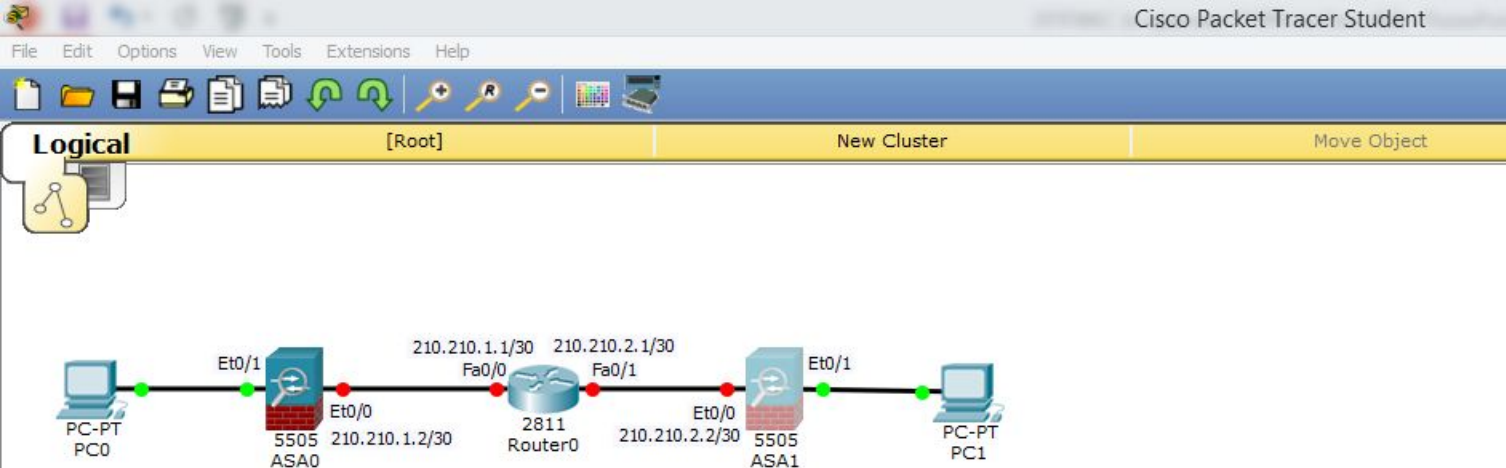 Cisco Packet Tracer Student
File Edit Options View Tools Extensions Help
R
Logical [Root] New Cluster Move Object
210.210.1.1/30 210.210.2.1/30
Et0/1 Fa0/0 Fa0/1 Et0/1
Et0/0 Et0/0
210.210.1.2/30 210.210.2.2/30
PC-PT
PC0
5505
ASA0
2811
Router0
5505
ASA1
PC-PT
PC1